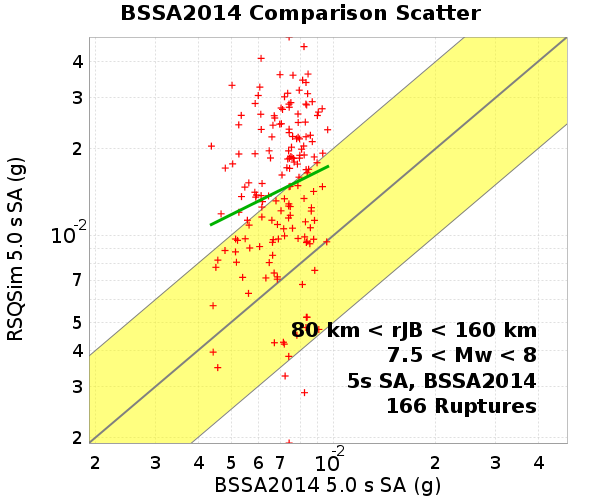 BSSA2014 Comparison Scatter
RSQSim 5.0 s SA (g)
4
3
2
10-2
7
5
4
3
2
80 km < rJB < 160 km
7.5 < Mw < 8
5s SA, BSSA2014
166 Ruptures
2 3 4 5 6 7 10-2 2 3 4
BSSA2014 5.0 s SA (g)